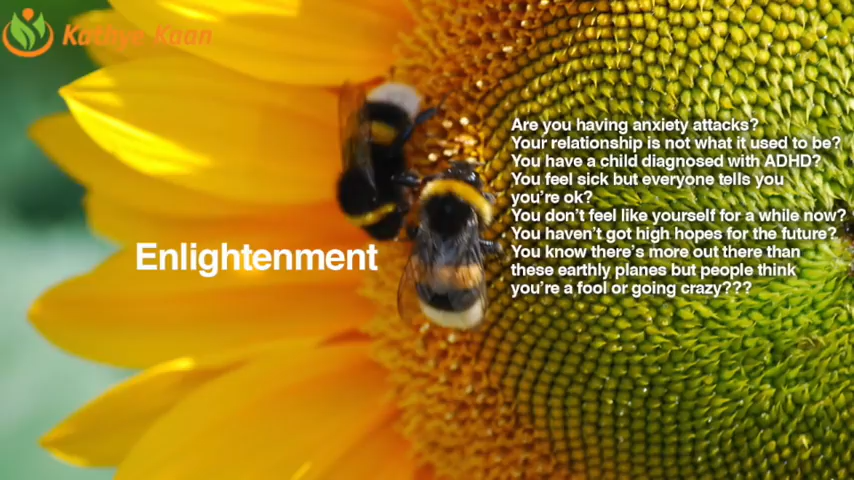 Kathye Kaan
Enlightenment
Are you having anxiety attacks?
Your relationship is not what it used to be?
You have a child diagnosed with ADHD?
You feel sick but everyone tells you
you're ok?
You don't feel like yourself for a while now?
You haven't got high hopes for the future?
You know there's more out there than
these earthly planes but people think
you're a fool or going crazy???